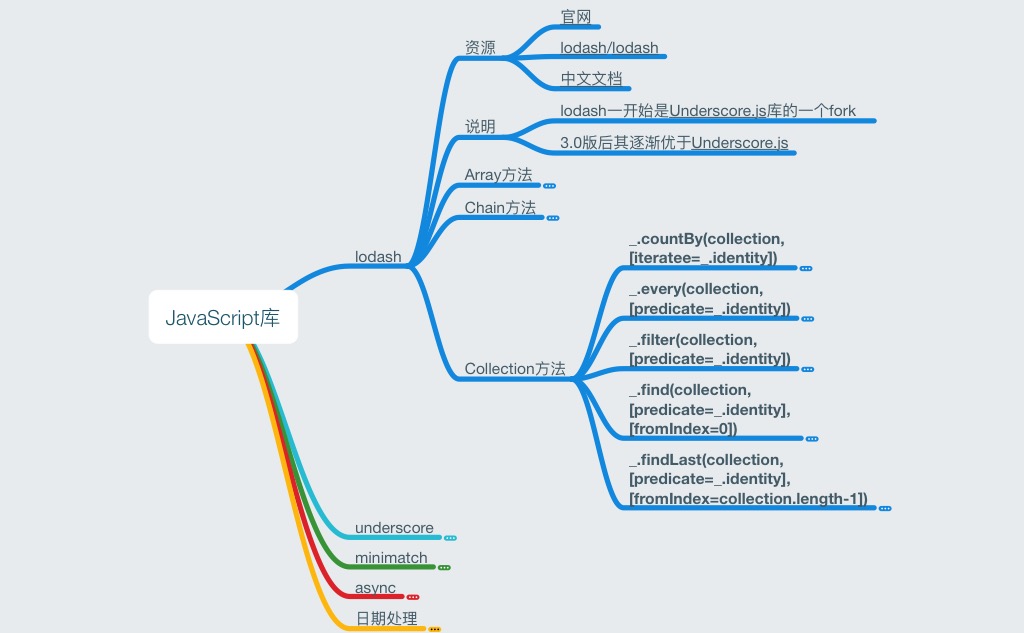 JavaScript库
lodash
资源
官网
lodash/lodash
中文文档
说明
lodash一开始是Underscore.js库的一个fork
3.0版后其逐渐优于Underscore.js
Array方法
Chain方法
Collection方法
_.countBy(collection,
[iteratee=_.identity])
_.every(collection,
[predicate=_.identity])
_.filter(collection,
[predicate=_.identity])
_.find(collection,
[predicate=_.identity],
[fromIndex=0])
_.findLast(collection,
[predicate=_.identity],
[fromIndex=collection.length-1])
underscore
minimatch
async
日期处理